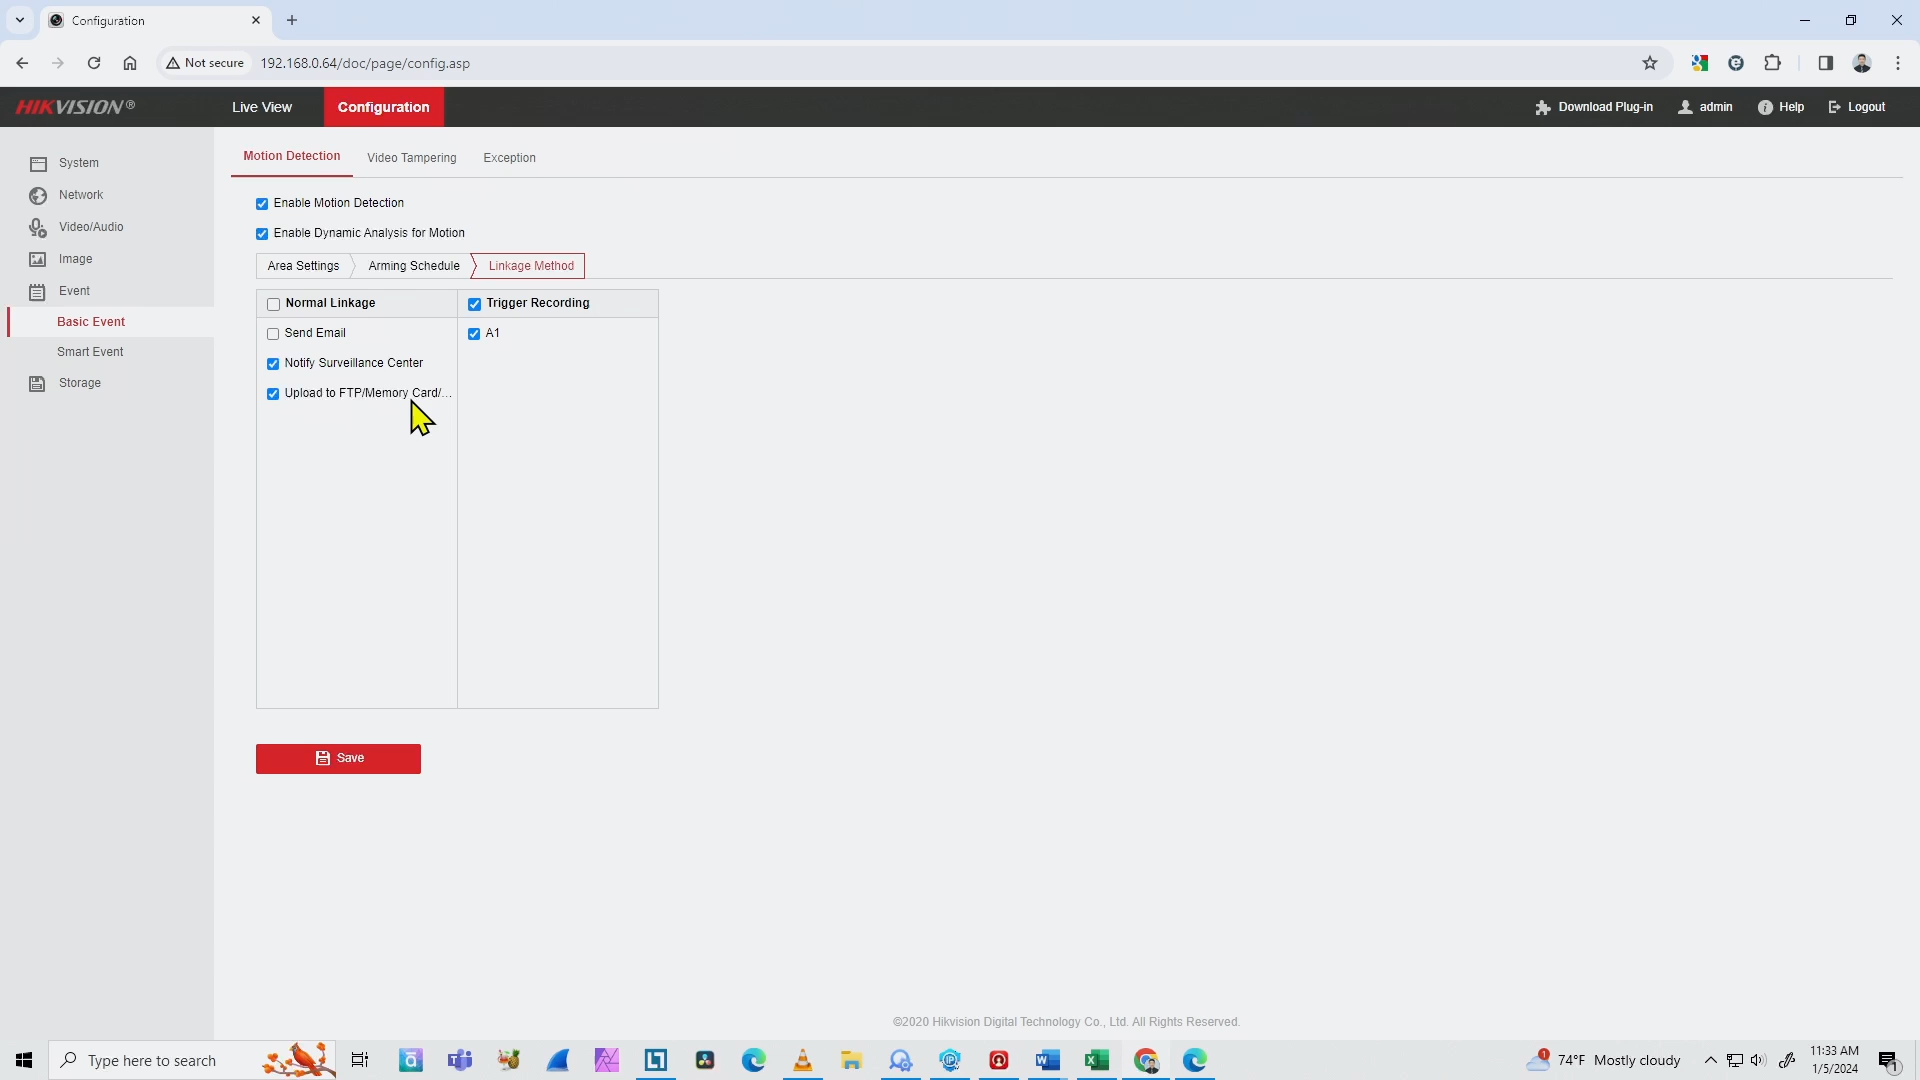 Configuration
Not secure 192.168.0.64/doc/page/config.asp
HIKVISION®
Live View
Configuration
Download Plug-in
admin
Help
Logout
System
Network
Video/Audio
Image
Event
Basic Event
Smart Event
Storage
Motion Detection
Video Tampering
Exception
Enable Motion Detection
Enable Dynamic Analysis for Motion
Area Settings
Arming Schedule
Linkage Method
Normal Linkage
Trigger Recording
Send Email
A1
Notify Surveillance Center
Upload to FTP/Memory Card/...
Save
©2020 Hikvision Digital Technology Co., Ltd. All Rights Reserved.
Type here to search
1
74°F Mostly cloudy
11:33 AM
1/5/2024
1